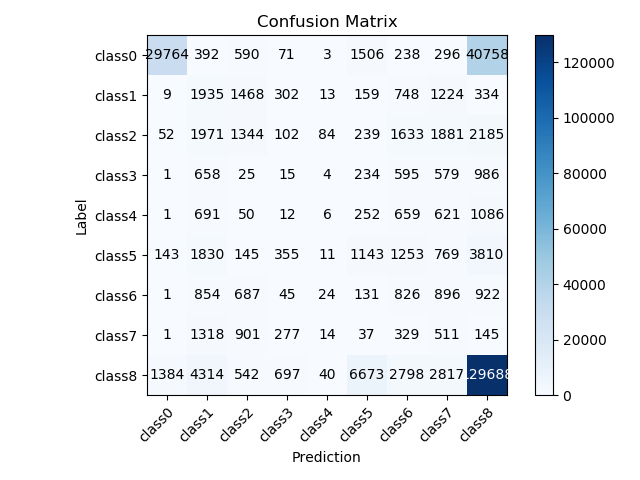 Confusion Matrix
class0 29764 392 590 71 3 1506 238 296 40758
class1 9 1935 1468 302 13 159 748 1224 334
class2 52 1971 1344 102 84 239 1633 1881 2185
class3 1 658 25 15 4 234 595 579 986
class4 1 691 50 12 6 252 659 621 1086
class5 143 1830 145 355 11 1143 1253 769 3810
class6 1 854 687 45 24 131 826 896 922
class7 1 1318 901 277 14 37 329 511 145
class8 1384 4314 542 697 40 6673 2798 2817 129688
class0 class1 class2 class3 class4 class5 class6 class7 class8
Prediction
Label
120000
100000
80000
60000
40000
20000
0